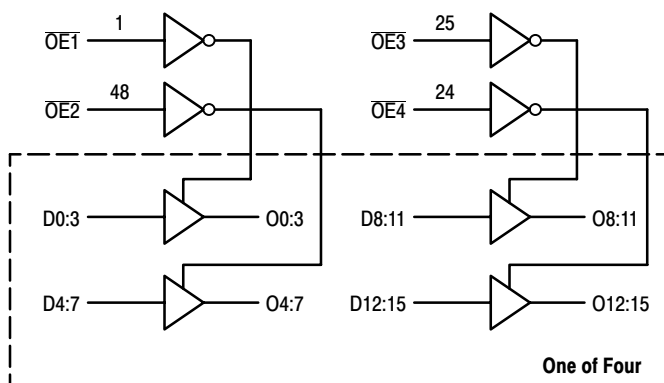 OE1 1 OE3 25
OE2 48 OE4 24
D0:3 O0:3 D8:11 O8:11
D4:7 O4:7 D12:15 O12:15
One of Four